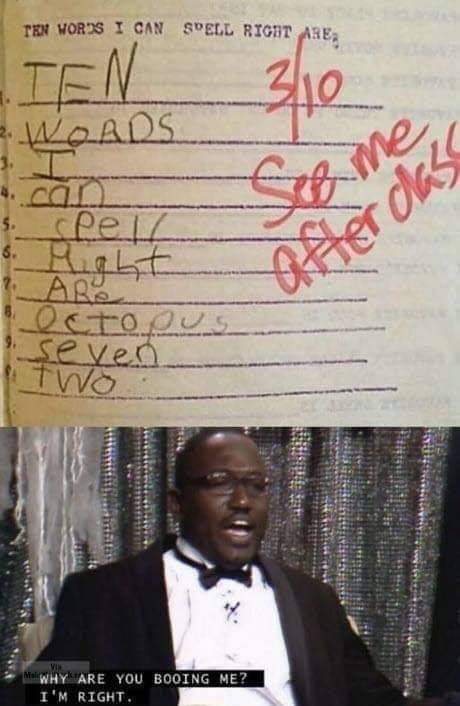 TEN WORDS I CAN SPELL RIGHT ARE:
3/10
1. TEN
2. WORDS
3. I
4. can
5. spell
6. Right
7. ARe
8. OCTOPUS
9. seven
TWO
See me
after class
Via
WHY ARE YOU BOOING ME?
I'M RIGHT.